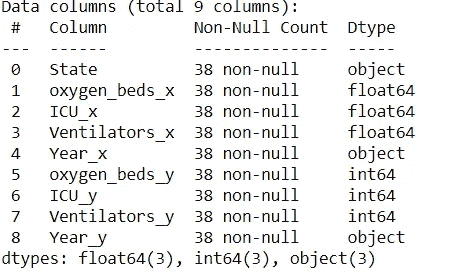 Data columns (total 9 columns):
 #   Column         Non-Null Count  Dtype
---  ------         --------------  -----
 0   State          38 non-null     object
 1   oxygen_beds_x  38 non-null     float64
 2   ICU_x          38 non-null     float64
 3   Ventilators_x  38 non-null     float64
 4   Year_x         38 non-null     object
 5   oxygen_beds_y  38 non-null     int64
 6   ICU_y          38 non-null     int64
 7   Ventilators_y  38 non-null     int64
 8   Year_y         38 non-null     object
dtypes: float64(3), int64(3), object(3)